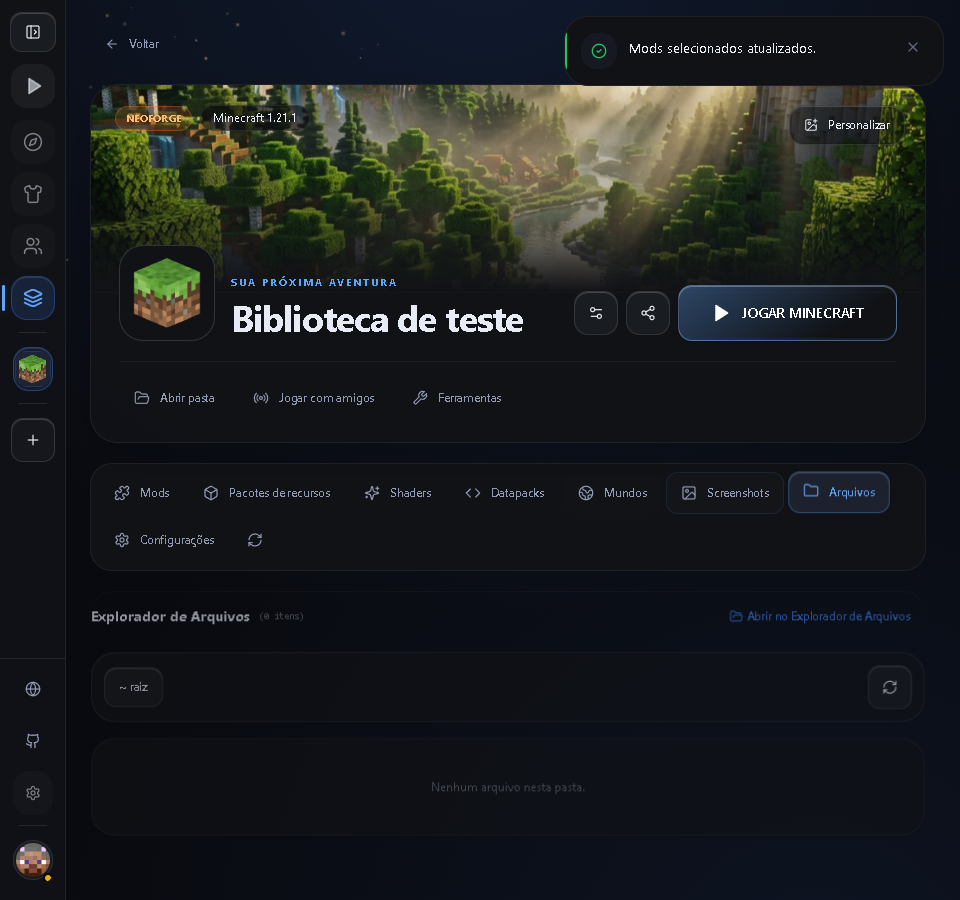 Voltar
Mods selecionados atualizados.
NEOFORGE
Minecraft 1.21.1
Personalizar
SUA PRÓXIMA AVENTURA
Biblioteca de teste
JOGAR MINECRAFT
Abrir pasta
Jogar com amigos
Ferramentas
Mods
Pacotes de recursos
Shaders
Datapacks
Mundos
Screenshots
Arquivos
Configurações
Explorador de Arquivos (0 itens)
Abrir no Explorador de Arquivos
~ raiz
Nenhum arquivo nesta pasta.